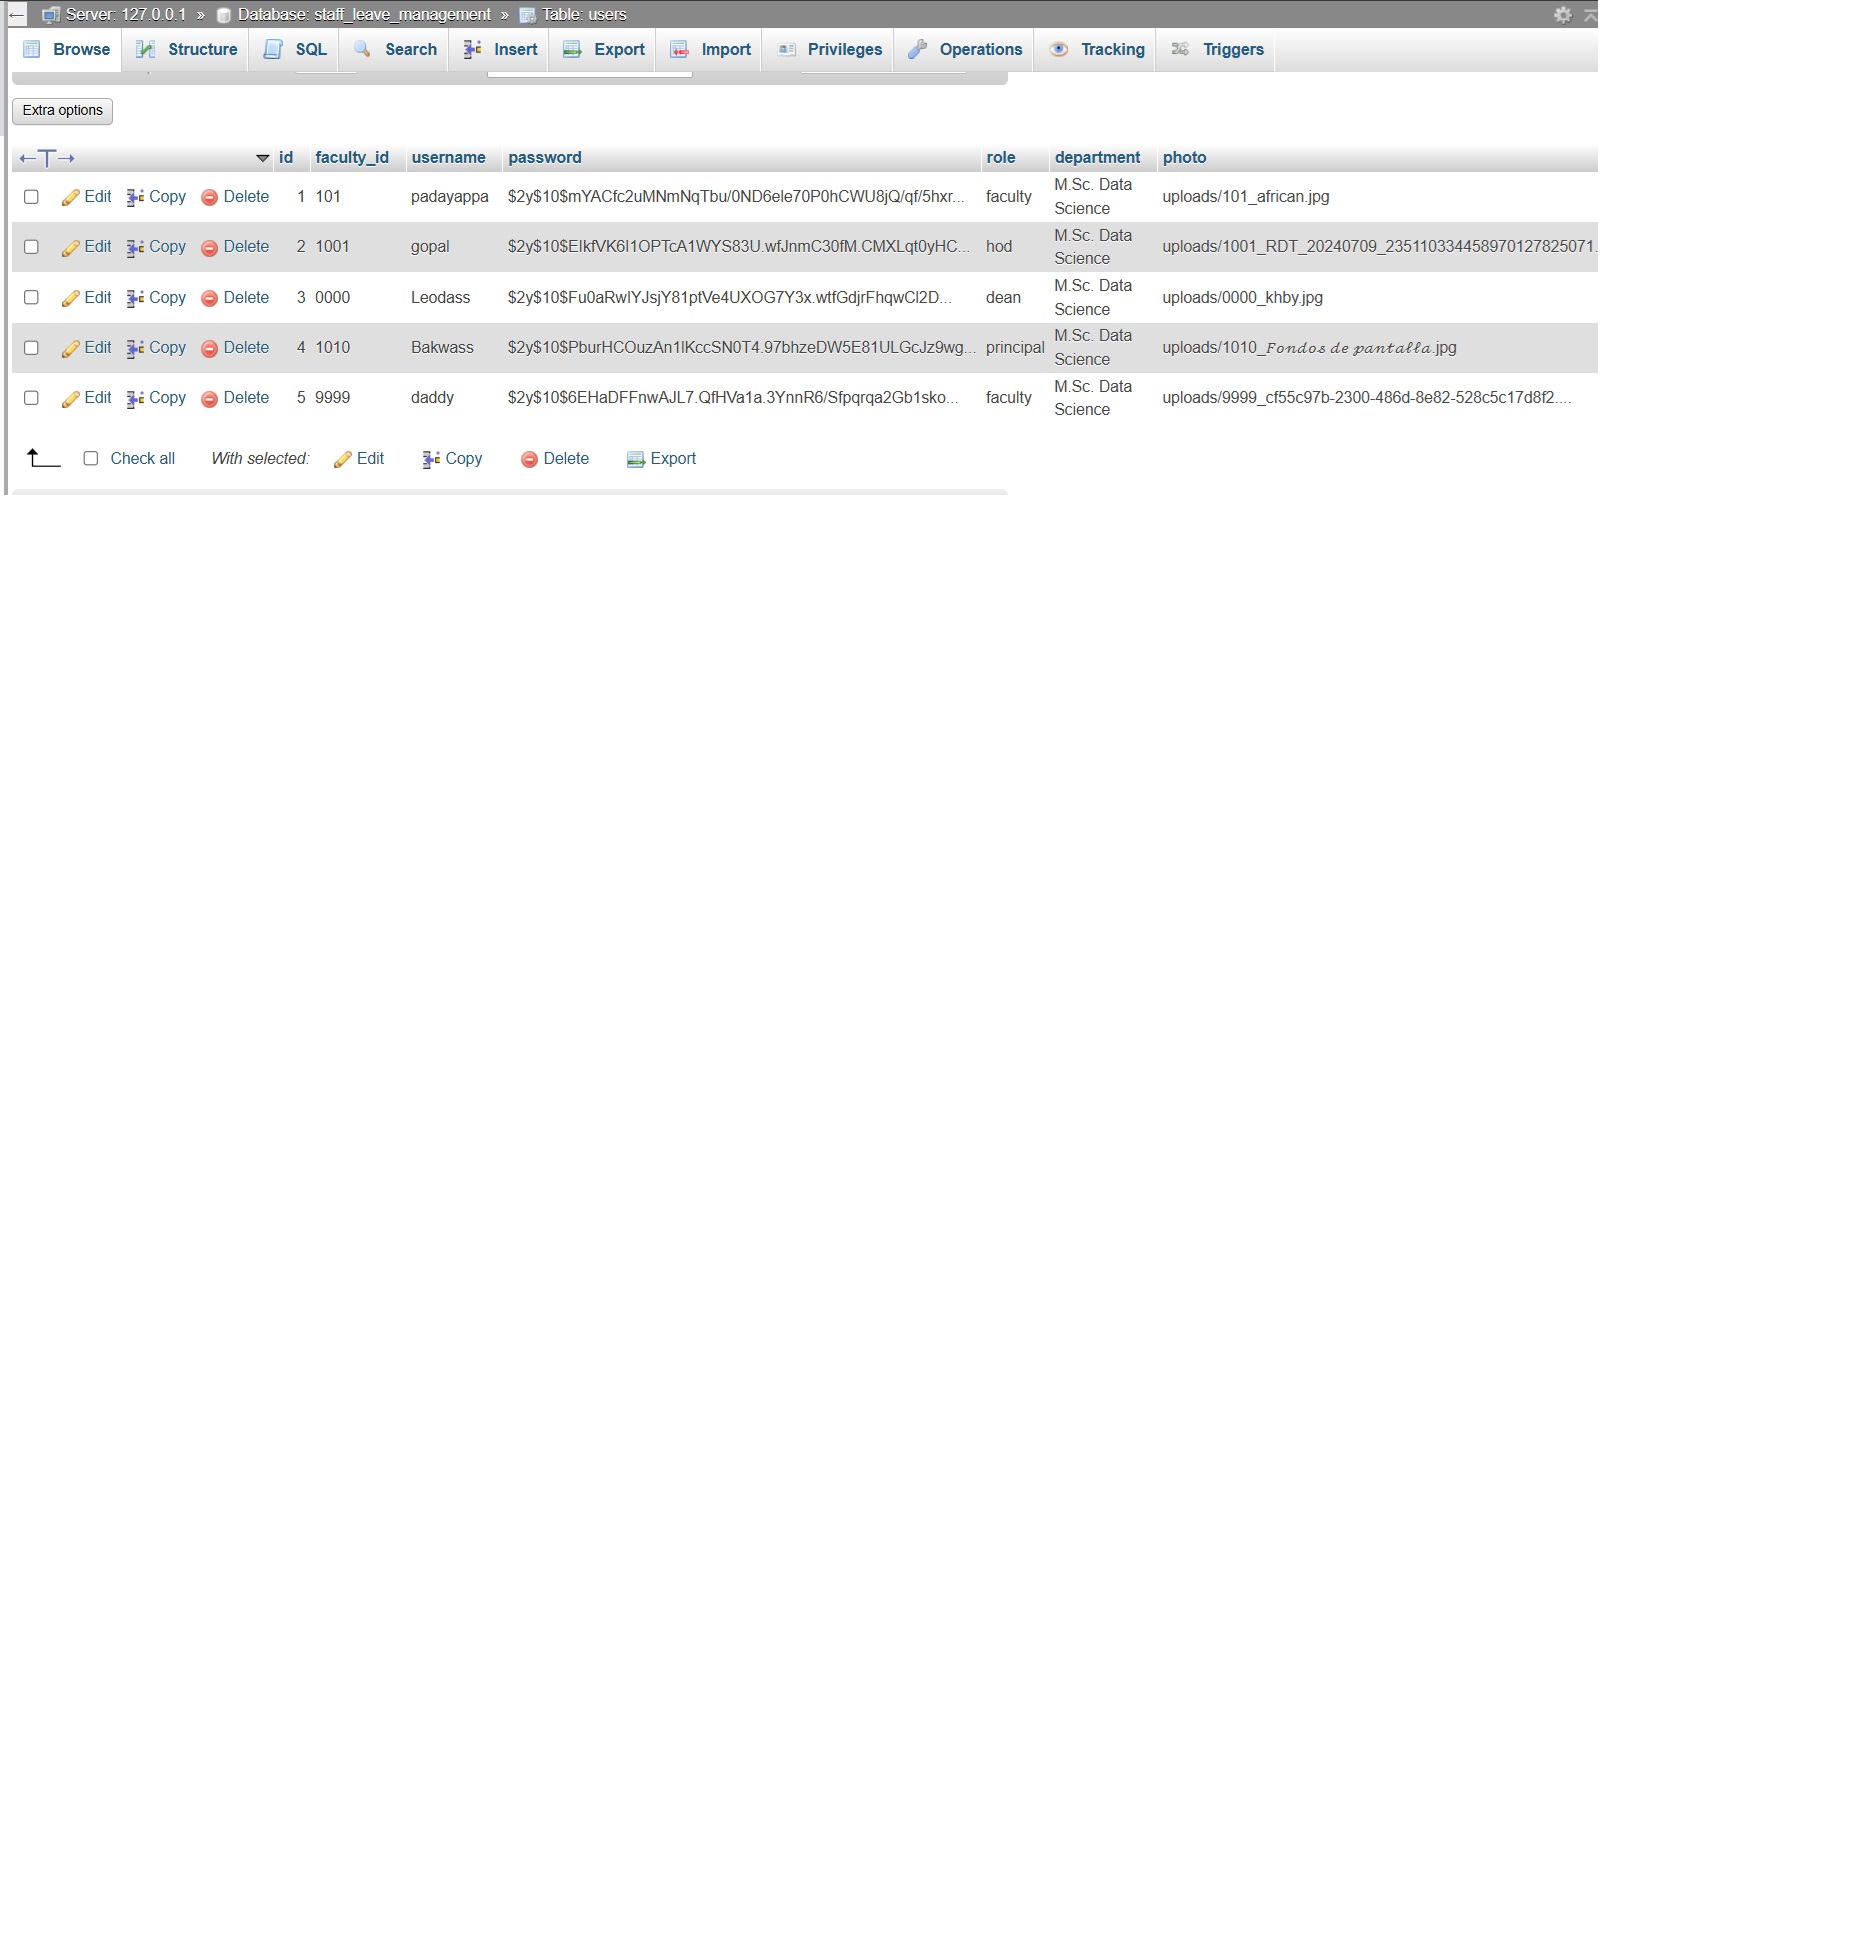 Server: 127.0.0.1 » Database: staff_leave_management » Table: users
Browse Structure SQL Search Insert Export Import Privileges Operations Tracking Triggers
Extra options
id faculty_id username password role department photo
Edit Copy Delete 1 101 padayappa $2y$10$mYACfc2uMNmNqTbu/0ND6ele70P0hCWU8jQ/qf/5hxr... faculty M.Sc. Data Science uploads/101_african.jpg
Edit Copy Delete 2 1001 gopal $2y$10$ElkfVK6I1OPTcA1WYS83U.wfJnmC30fM.CMXLqt0yHC... hod M.Sc. Data Science uploads/1001_RDT_20240709_235110334458970127825071.
Edit Copy Delete 3 0000 Leodass $2y$10$Fu0aRwlYJsjY81ptVe4UXOG7Y3x.wtfGdjrFhqwCl2D... dean M.Sc. Data Science uploads/0000_khby.jpg
Edit Copy Delete 4 1010 Bakwass $2y$10$PburHCOuzAn1lKccSN0T4.97bhzeDW5E81ULGcJz9wg... principal M.Sc. Data Science uploads/1010_𝓕𝓸𝓷𝓭𝓸𝓼 𝓭𝓮 𝓹𝓪𝓷𝓽𝓪𝓵𝓵𝓪.jpg
Edit Copy Delete 5 9999 daddy $2y$10$6EHaDFFnwAJL7.QfHVa1a.3YnnR6/Sfpqrqa2Gb1sko... faculty M.Sc. Data Science uploads/9999_cf55c97b-2300-486d-8e82-528c5c17d8f2....
Check all With selected: Edit Copy Delete Export